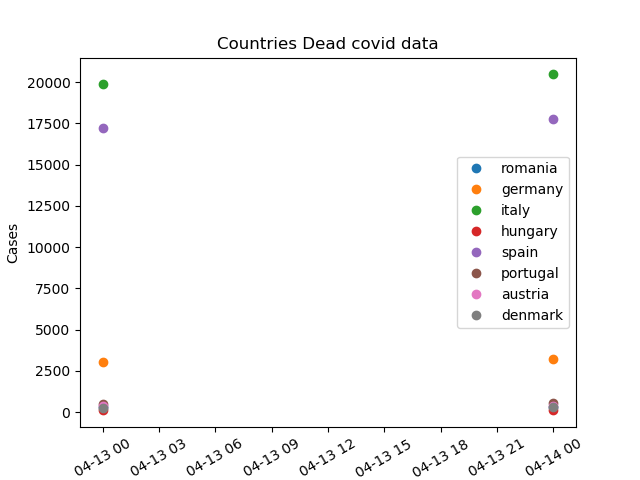 Countries Dead covid data
20000
17500
15000
12500
10000
7500
5000
2500
0
Cases
romania
germany
italy
hungary
spain
portugal
austria
denmark
04-13 00
04-13 03
04-13 06
04-13 09
04-13 12
04-13 15
04-13 18
04-13 21
04-14 00